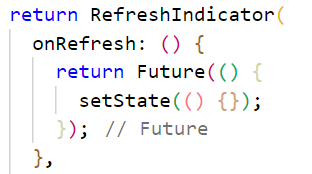 return RefreshIndicator(
onRefresh: () {
return Future(() {
setState(() {});
}); // Future
},